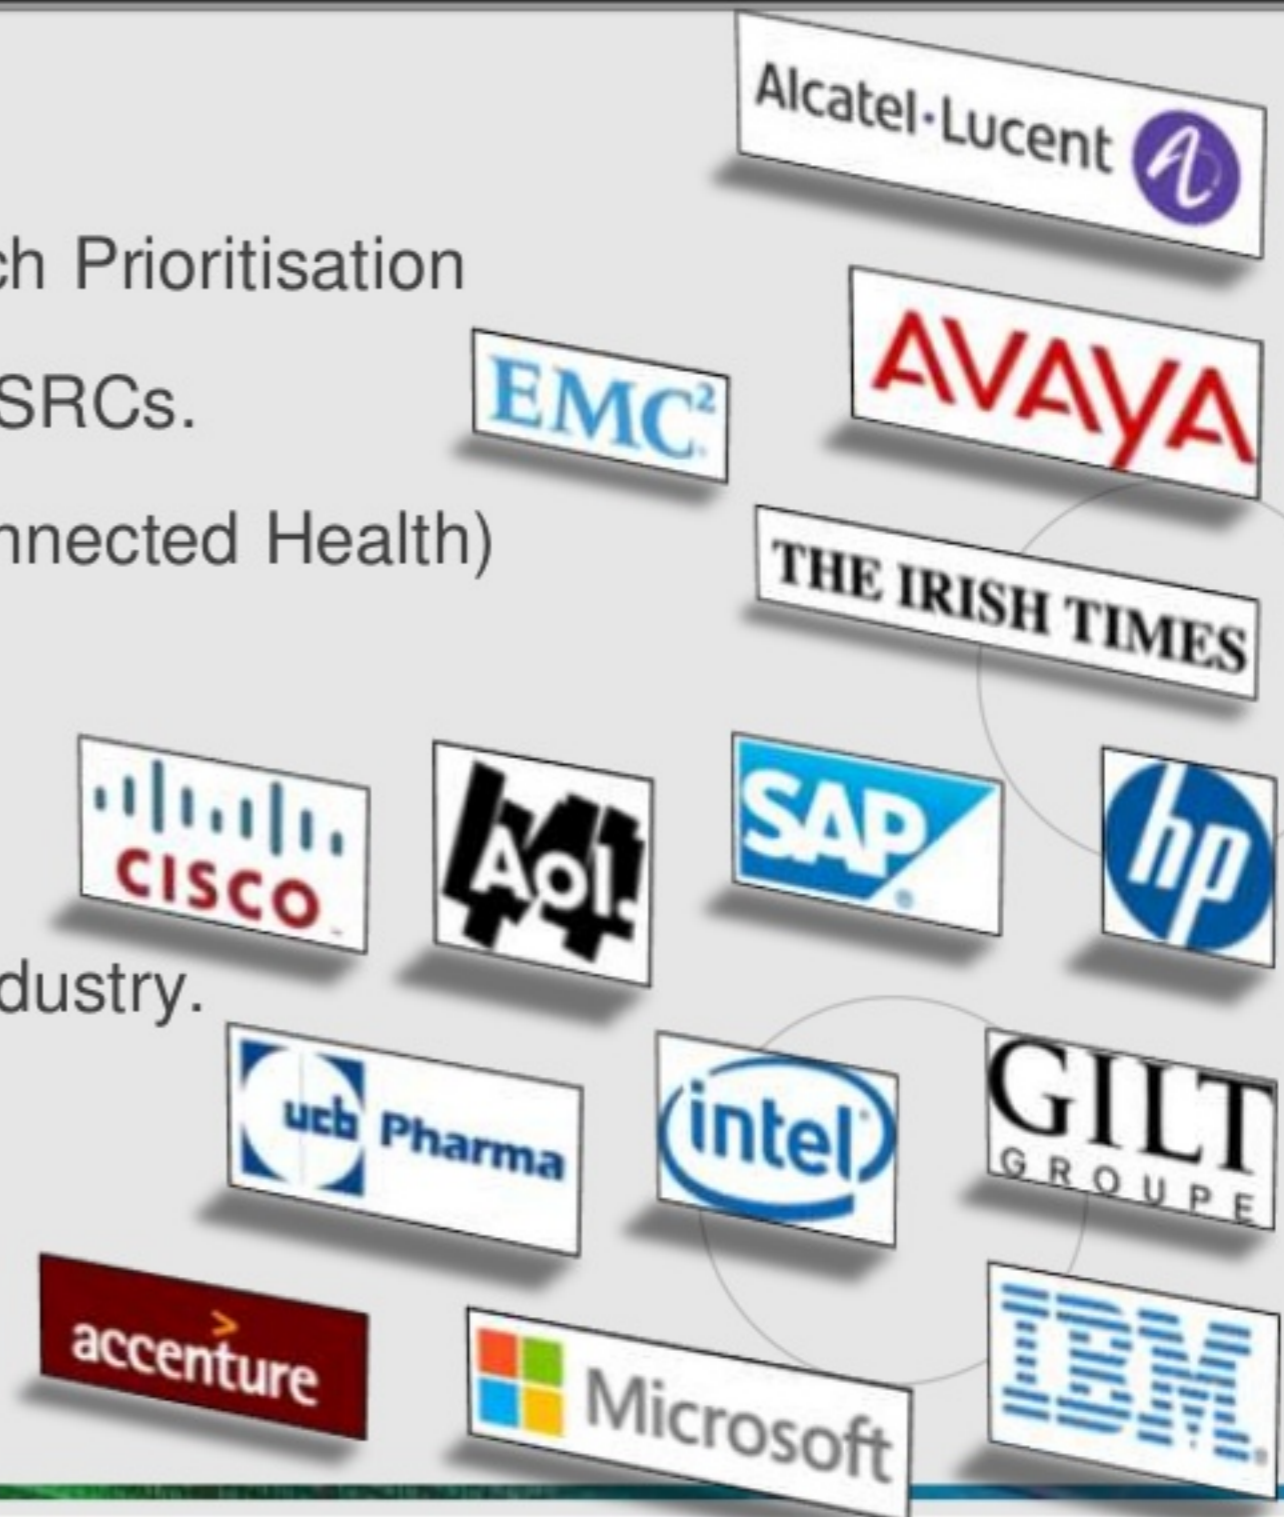 Alcatel·Lucent
ch Prioritisation
AVAYA
EMC²
SRCs.
nnected Health)
THE IRISH TIMES
CISCO
Aol.
SAP
hp
dustry.
ucb Pharma
intel
GILT
GROUPE
accenture
Microsoft
IBM